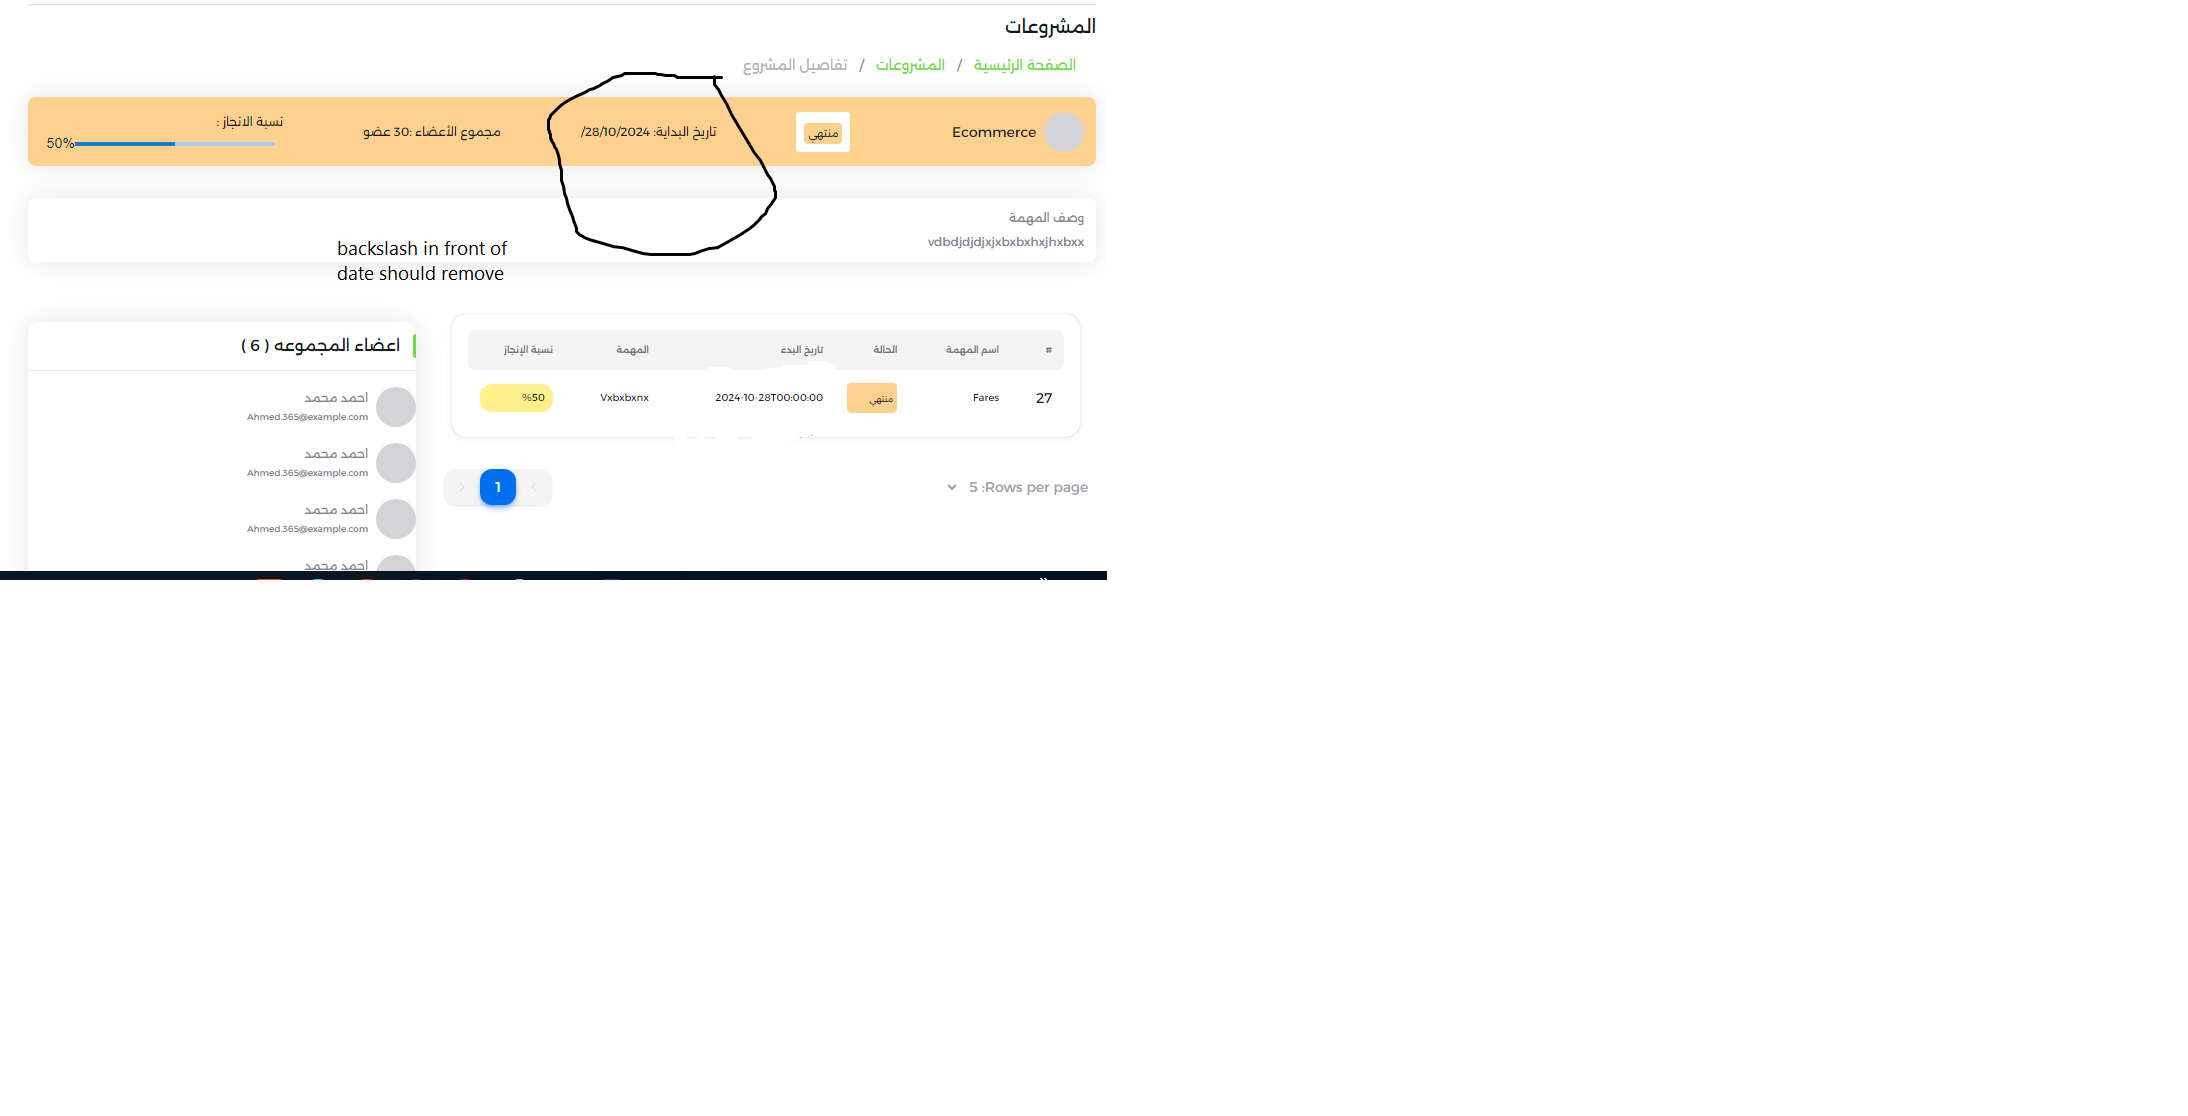 المشروعات
الصفحة الرئيسية / المشروعات / تفاصيل المشروع
Ecommerce
منتهي
تاريخ البداية: 28/10/2024/
مجموع الأعضاء :30 عضو
نسبة الانجاز :
50%
وصف المهمة
vdbdjdjdjxjxbxbxhxjhxbxx
backslash in front of
date should remove
# اسم المهمة الحالة تاريخ البدء المهمة نسبة الإنجاز
27 Fares منتهي 2024-10-28T00:00:00 Vxbxbxnx %50
Rows per page: 5
1
اعضاء المجموعه ( 6 )
احمد محمد
Ahmed.365@example.com
احمد محمد
Ahmed.365@example.com
احمد محمد
Ahmed.365@example.com
احمد محمد